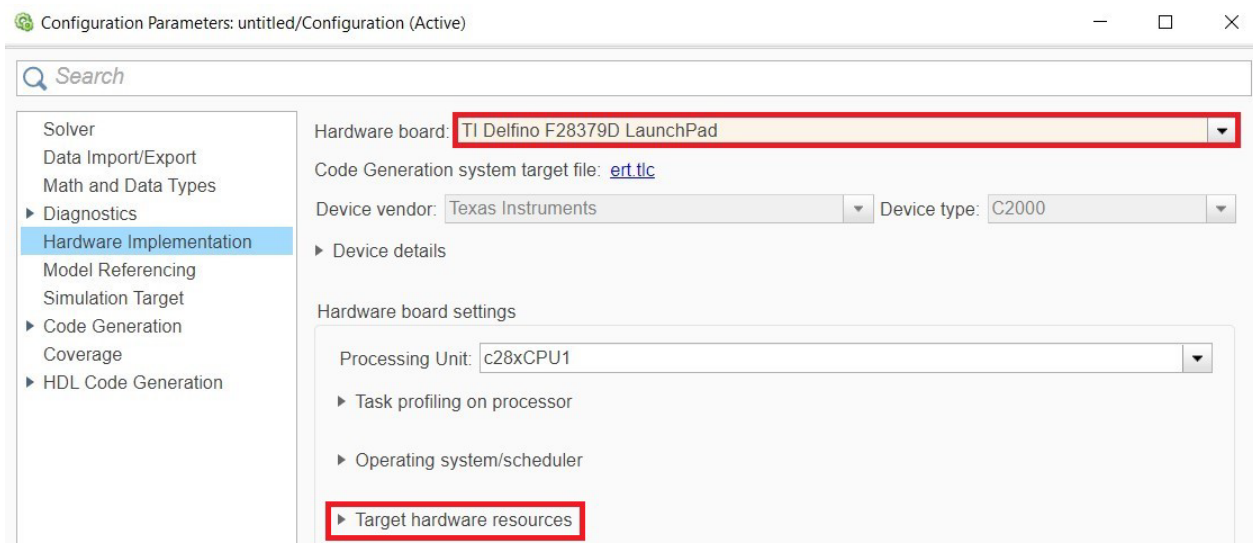 Configuration Parameters: untitled/Configuration (Active)
Search
Solver
Data Import/Export
Math and Data Types
Diagnostics
Hardware Implementation
Model Referencing
Simulation Target
Code Generation
Coverage
HDL Code Generation
Hardware board: TI Delfino F28379D LaunchPad
Code Generation system target file: ert.tlc
Device vendor: Texas Instruments Device type: C2000
Device details
Hardware board settings
Processing Unit: c28xCPU1
Task profiling on processor
Operating system/scheduler
Target hardware resources